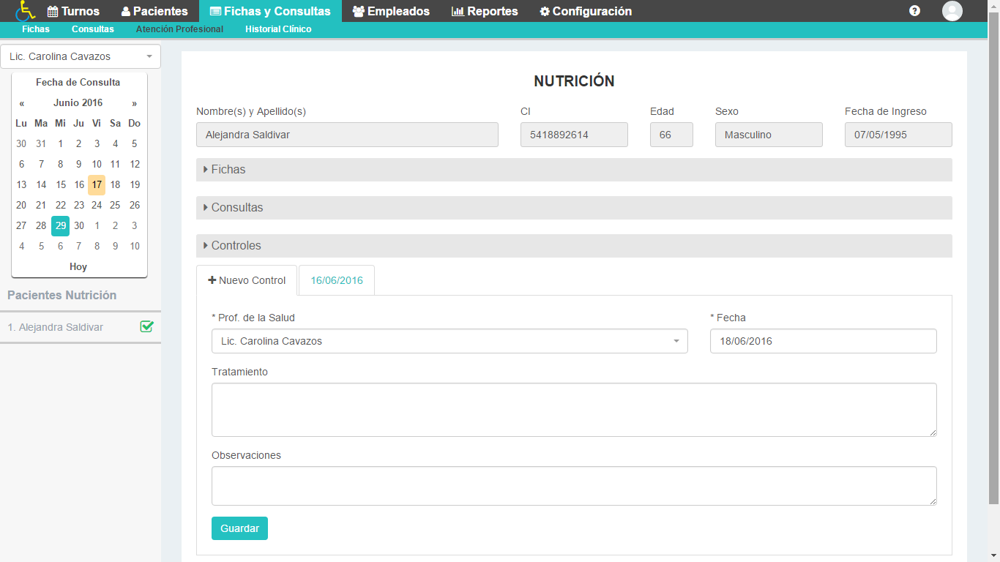 Turnos Pacientes Fichas y Consultas Empleados Reportes Configuración
Fichas Consultas Atención Profesional Historial Clínico
Lic. Carolina Cavazos
Fecha de Consulta
« Junio 2016 »
Lu Ma Mi Ju Vi Sa Do
30 31 1 2 3 4 5
6 7 8 9 10 11 12
13 14 15 16 17 18 19
20 21 22 23 24 25 26
27 28 29 30 1 2 3
4 5 6 7 8 9 10
Hoy
Pacientes Nutrición
1. Alejandra Saldivar
NUTRICIÓN
Nombre(s) y Apellido(s) CI Edad Sexo Fecha de Ingreso
Alejandra Saldivar 5418892614 66 Masculino 07/05/1995
Fichas
Consultas
Controles
Nuevo Control 16/06/2016
* Prof. de la Salud * Fecha
Lic. Carolina Cavazos 18/06/2016
Tratamiento
Observaciones
Guardar